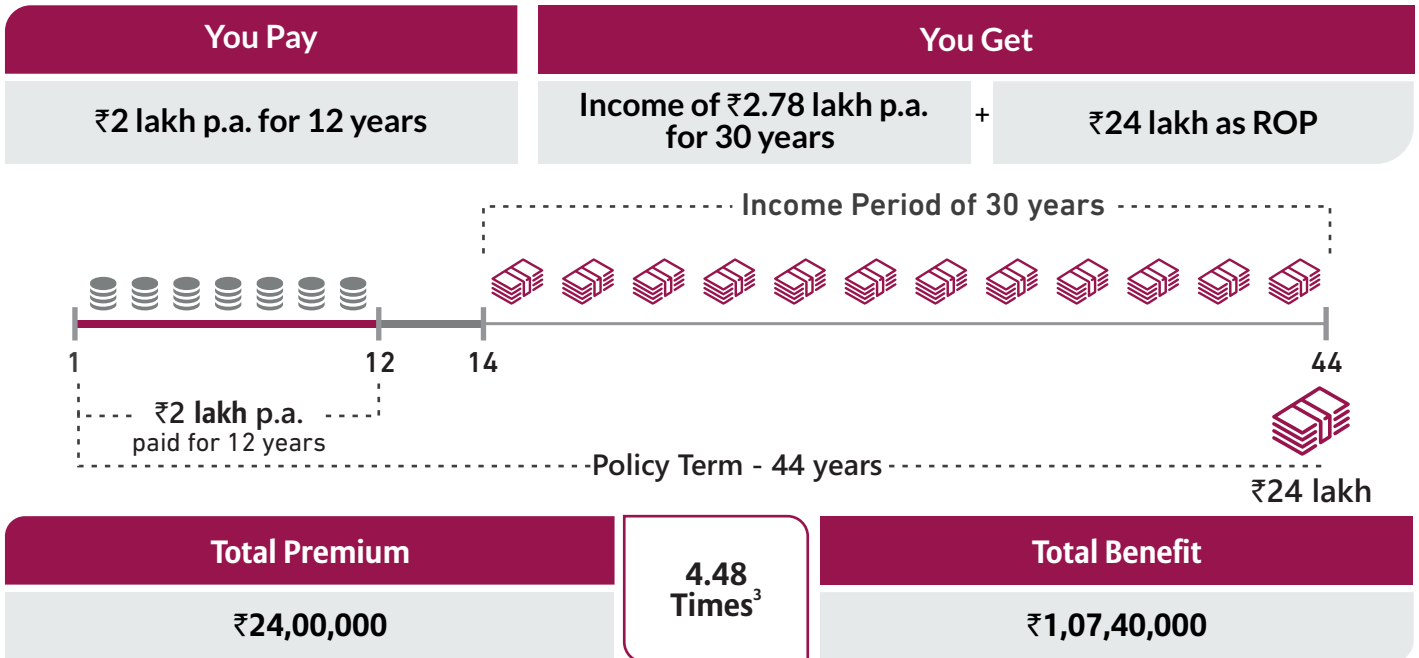 You Pay
You Get
₹2 lakh p.a. for 12 years
Income of ₹2.78 lakh p.a.
for 30 years
+
₹24 lakh as ROP
Income Period of 30 years
1
12
14
44
₹2 lakh p.a.
paid for 12 years
Policy Term - 44 years
₹24 lakh
Total Premium
4.48
Times³
Total Benefit
₹24,00,000
₹1,07,40,000